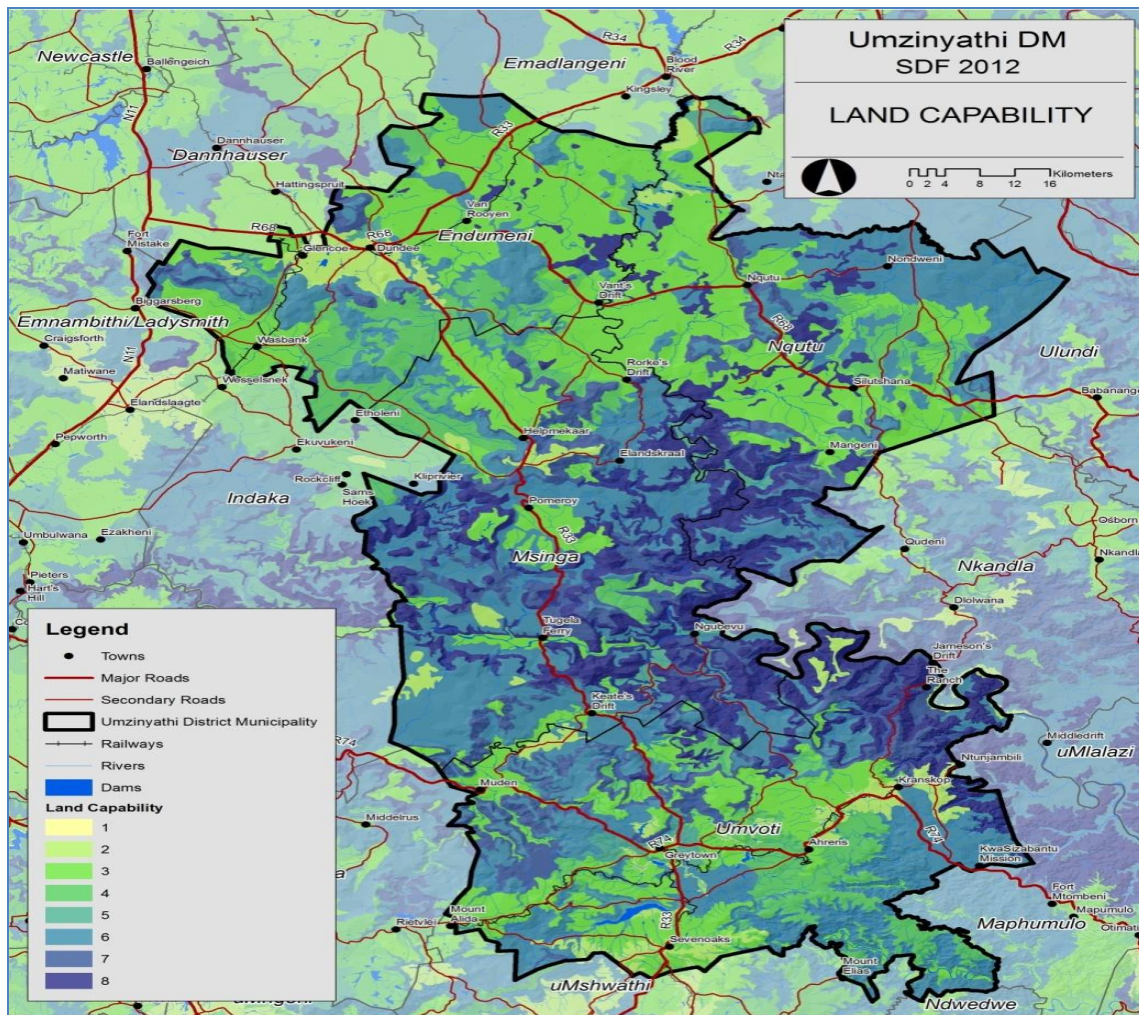 Umzinyathi DM
SDF 2012
LAND CAPABILITY
Kilometers
0 2 4 8 12 16
Newcastle
Ballengeich
N11
R34
Emadlangeni
Blood
River
R34
Kingsley
Dannhauser
Dannhauser
Hattingspruit
R33
Van
Rooyen
Endumeni
R68
Glencoe
R68
Dundee
Fort
Mistake
Biggarsberg
Nondweni
Nqutu
Vant's
Drift
R68
Nqutu
Emnambithi/Ladysmith
Craigsforth
N11
Matiwane
Wasbank
Wesselsnek
Elandslaagte
Pepworth
Rorke's
Drift
Ulundi
Silutshana
Babanango
Etholeni
Ekuvukeni
Helpmekaar
Elandskraal
Mangeni
Rockcliff
Sams
Hoek
Kliprivier
Indaka
Pomeroy
R33
Msinga
Umbulwana
Ezakheni
Pieters
Hart's
Hill
Osborn
Qudeni
Nkandla
Nkandla
Dlolwana
Tugela
Ferry
Ngubevu
Jameson's
Drift
The
Ranch
Keate's
Drift
Middledrift
uMlalazi
Ntunjambili
Kranskop
R74
R74
Muden
Middelrus
Umvoti
R74
Greytown
Ahrens
KwaSizabantu
Mission
Fort
Mtombeni
Mapumulo
Maphumulo
Otimati
Mount
Alida
Rietvlei
R33
Sevenoaks
Mount
Elias
uMshwathi
Ndwedwe
Legend
Towns
Major Roads
Secondary Roads
Umzinyathi District Municipality
Railways
Rivers
Dams
Land Capability
1
2
3
4
5
6
7
8